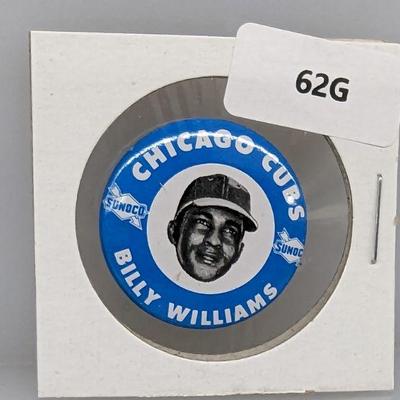 62G
CHICAGO CUBS
SUNOCO
SUNOCO
BILLY WILLIAMS